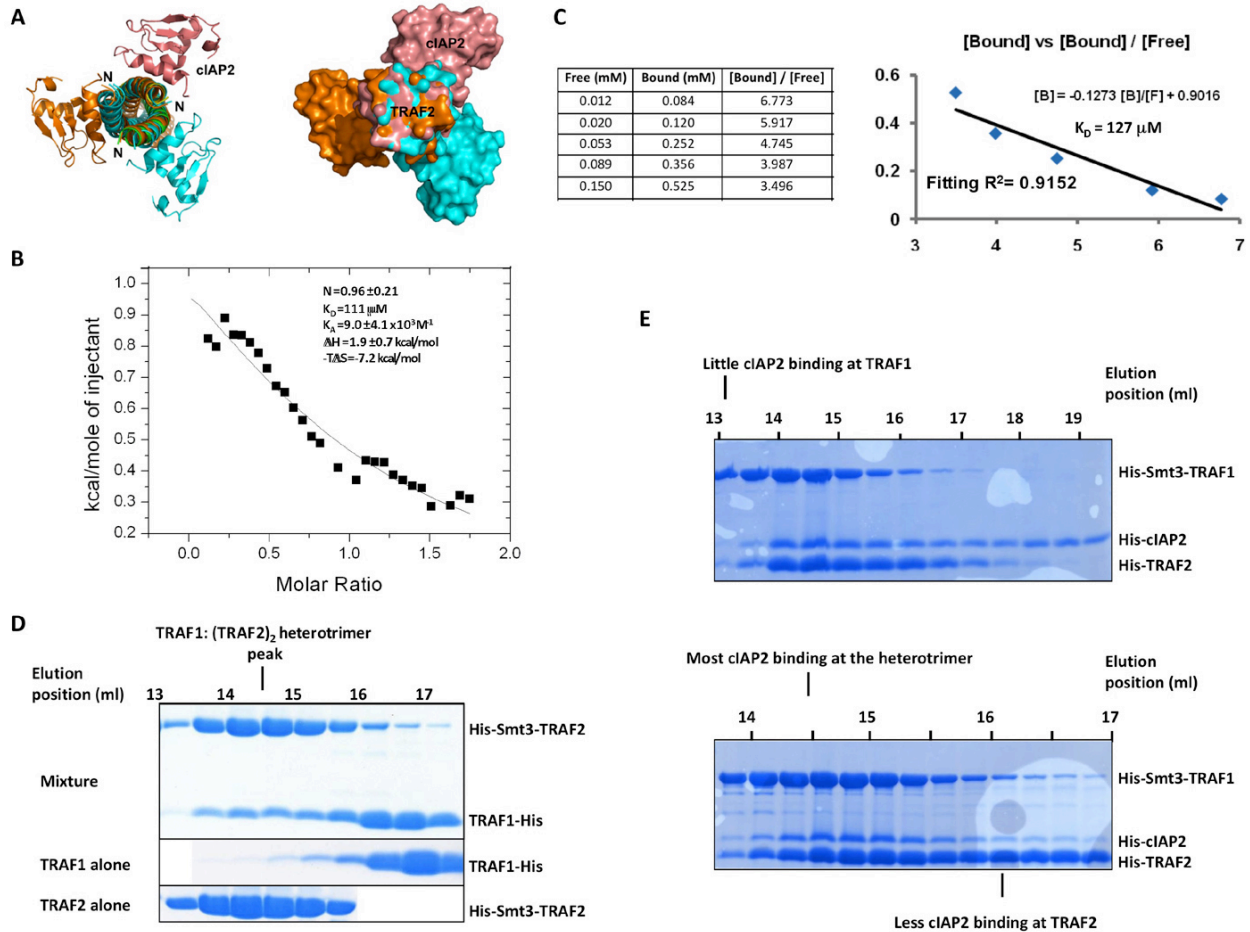 A
cIAP2
N
N
N
cIAP2
TRAF2
B
1.0
0.9
0.8
0.7
0.6
0.5
0.4
0.3
0.2
kcal/mole of injectant
N=0.96±0.21
K_D=111 μM
K_A=9.0±4.1x10³M⁻¹
ΔH=1.9±0.7 kcal/mol
-TΔS=-7.2 kcal/mol
0.0 0.5 1.0 1.5 2.0
Molar Ratio
C
Free (mM) Bound (mM) [Bound] / [Free]
0.012 0.084 6.773
0.020 0.120 5.917
0.053 0.252 4.745
0.089 0.356 3.987
0.150 0.525 3.496
[Bound] vs [Bound] / [Free]
0.6
0.4
0.2
0
[B] = -0.1273 [B]/[F] + 0.9016
K_D = 127 μM
Fitting R²= 0.9152
3 4 5 6 7
D
TRAF1: (TRAF2)₂ heterotrimer
peak
Elution
position (ml)
13 14 15 16 17
Mixture
His-Smt3-TRAF2
TRAF1-His
TRAF1 alone
TRAF1-His
TRAF2 alone
His-Smt3-TRAF2
E
Little cIAP2 binding at TRAF1
Elution
position (ml)
13 14 15 16 17 18 19
His-Smt3-TRAF1
His-cIAP2
His-TRAF2
Most cIAP2 binding at the heterotrimer
Elution
position (ml)
14 15 16 17
His-Smt3-TRAF1
His-cIAP2
His-TRAF2
Less cIAP2 binding at TRAF2